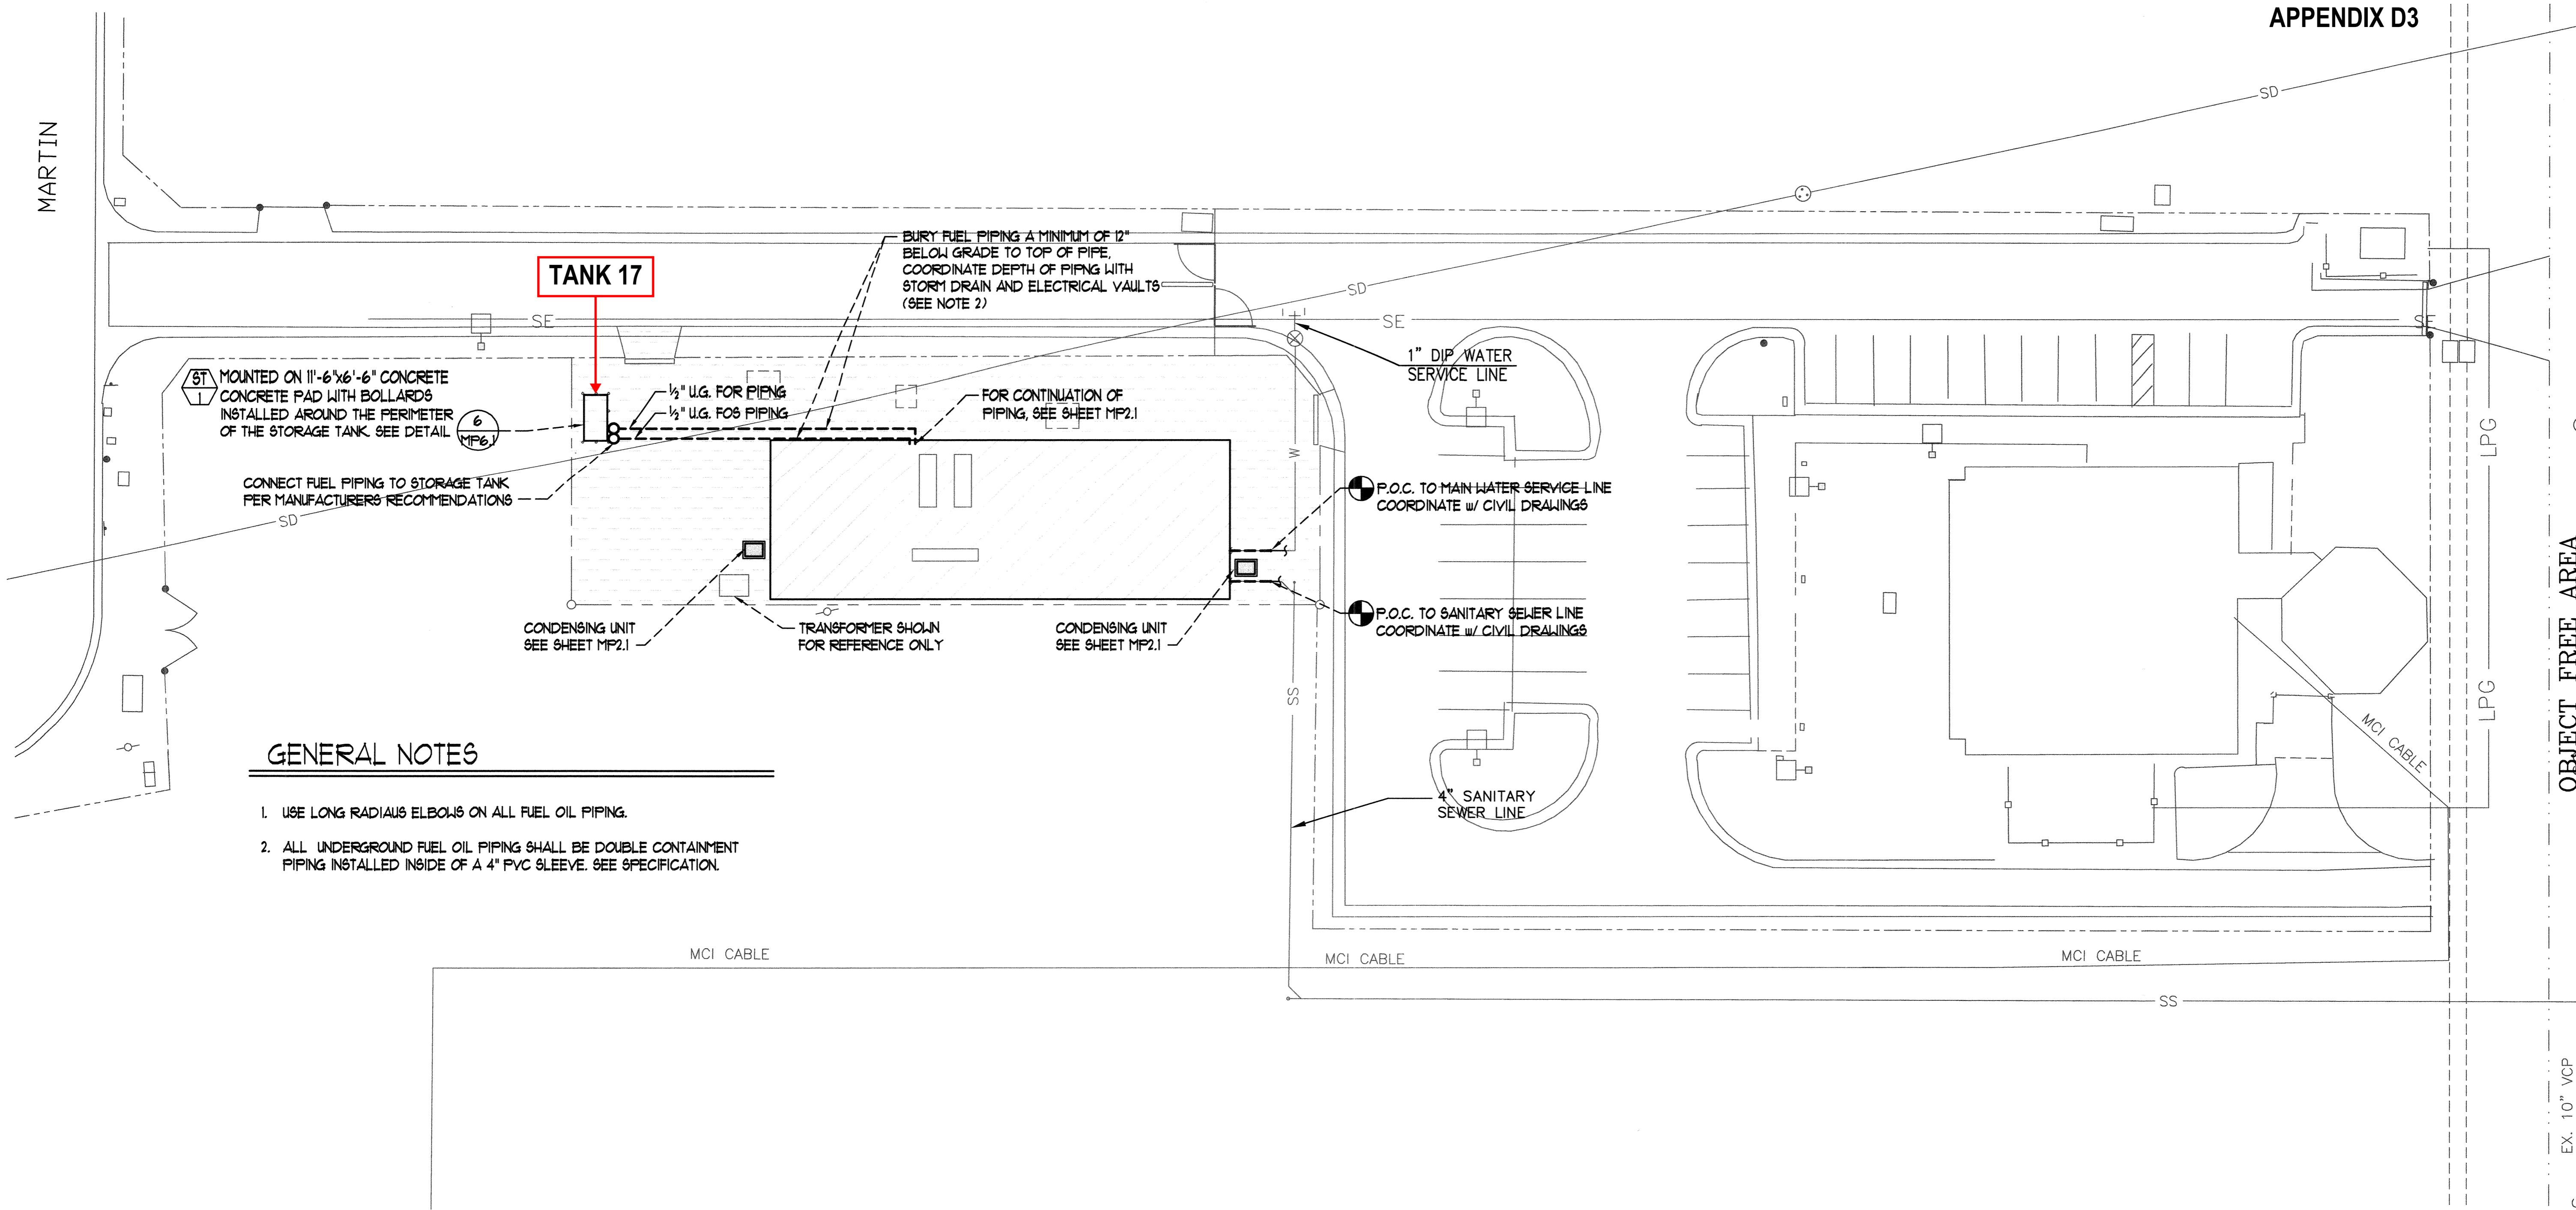 APPENDIX D3
MARTIN
SD
BURY FUEL PIPING A MINIMUM OF 12"
BELOW GRADE TO TOP OF PIPE,
COORDINATE DEPTH OF PIPNG WITH
STORM DRAIN AND ELECTRICAL VAULTS
(SEE NOTE 2)
TANK 17
SD
SE
SE
SE
1" DIP WATER
SERVICE LINE
ST
1
MOUNTED ON 11'-6"x6'-6" CONCRETE
CONCRETE PAD WITH BOLLARDS
INSTALLED AROUND THE PERIMETER
OF THE STORAGE TANK. SEE DETAIL
6
MP6.1
1/2" U.G. FOR PIPNG
1/2" U.G. FOS PIPING
FOR CONTINUATION OF
PIPING, SEE SHEET MP2.1
CONNECT FUEL PIPING TO STORAGE TANK
PER MANUFACTURERS RECOMMENDATIONS
SD
W
P.O.C. TO MAIN WATER SERVICE LINE
COORDINATE w/ CIVIL DRAWINGS
LPG
P.O.C. TO SANITARY SEWER LINE
COORDINATE w/ CIVIL DRAWINGS
CONDENSING UNIT
SEE SHEET MP2.1
TRANSFORMER SHOWN
FOR REFERENCE ONLY
CONDENSING UNIT
SEE SHEET MP2.1
OBJECT FREE AREA
SS
LPG
MCI CABLE
GENERAL NOTES
1. USE LONG RADIAUS ELBOWS ON ALL FUEL OIL PIPING.
2. ALL UNDERGROUND FUEL OIL PIPING SHALL BE DOUBLE CONTAINMENT
PIPING INSTALLED INSIDE OF A 4" PVC SLEEVE. SEE SPECIFICATION.
4" SANITARY
SEWER LINE
MCI CABLE
MCI CABLE
MCI CABLE
SS
EX. 10" VCP